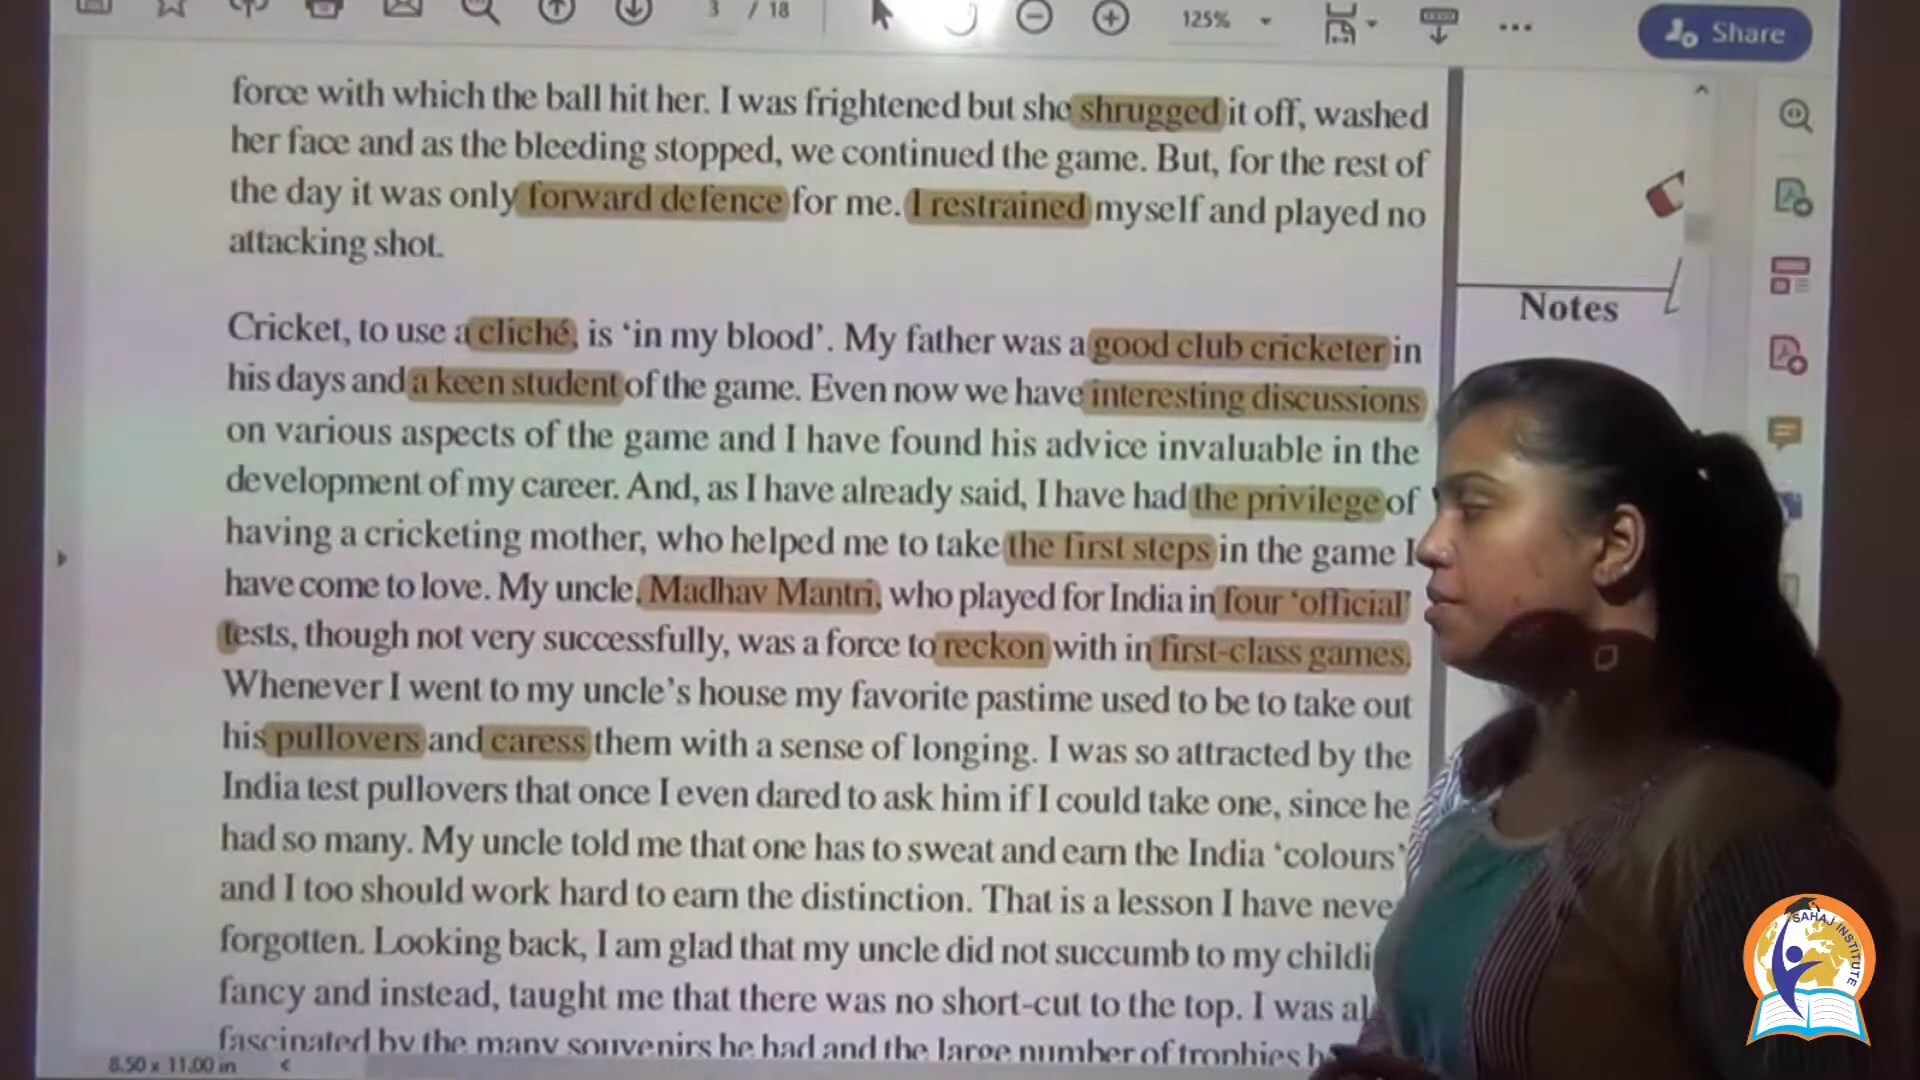 3 / 18
125%
Share
force with which the ball hit her. I was frightened but she shrugged it off, washed
her face and as the bleeding stopped, we continued the game. But, for the rest of
the day it was only forward defence for me. I restrained myself and played no
attacking shot.
Notes
Cricket, to use a cliché, is ‘in my blood’. My father was a good club cricketer in
his days and a keen student of the game. Even now we have interesting discussions
on various aspects of the game and I have found his advice invaluable in the
development of my career. And, as I have already said, I have had the privilege of
having a cricketing mother, who helped me to take the first steps in the game I
have come to love. My uncle, Madhav Mantri, who played for India in four ‘official’
tests, though not very successfully, was a force to reckon with in first-class games.
Whenever I went to my uncle’s house my favorite pastime used to be to take out
his pullovers and caress them with a sense of longing. I was so attracted by the
India test pullovers that once I even dared to ask him if I could take one, since he
had so many. My uncle told me that one has to sweat and earn the India ‘colours’
and I too should work hard to earn the distinction. That is a lesson I have neve
forgotten. Looking back, I am glad that my uncle did not succumb to my childi
fancy and instead, taught me that there was no short-cut to the top. I was al
fascinated by the many souvenirs he had and the large number of trophies h
8.50 x 11.00 in
SAHAJ INSTITUTE